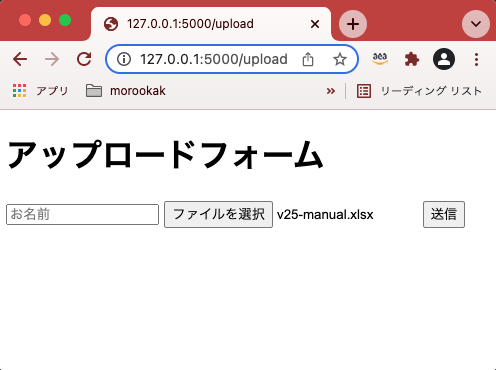 127.0.0.1:5000/upload
127.0.0.1:5000/upload
アプリ morookak » リーディング リスト
アップロードフォーム
お名前 ファイルを選択 v25-manual.xlsx 送信